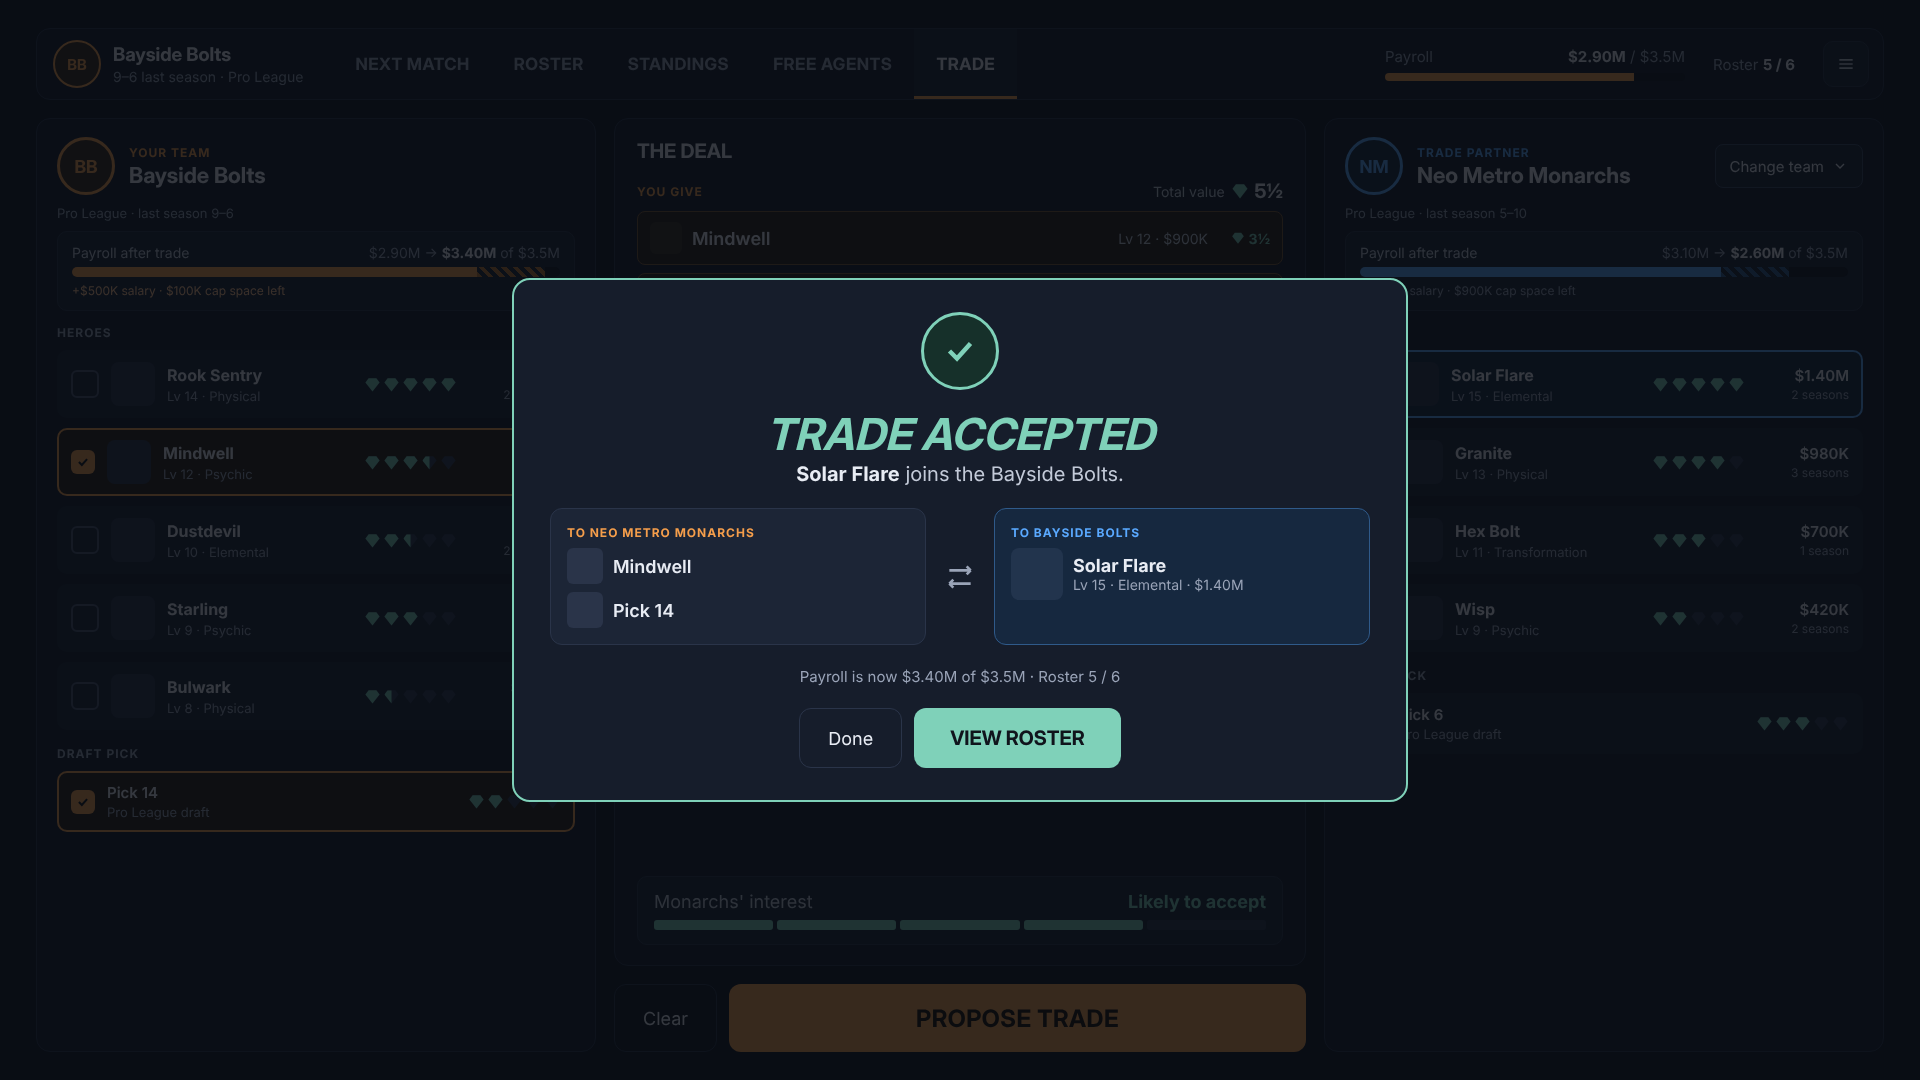 BB
Bayside Bolts
9–6 last season · Pro League
NEXT MATCH
ROSTER
STANDINGS
FREE AGENTS
TRADE
Payroll
$2.90M / $3.5M
Roster 5 / 6
BB
YOUR TEAM
Bayside Bolts
Pro League · last season 9–6
Payroll after trade
$2.90M → $3.40M of $3.5M
+$500K salary · $100K cap space left
HEROES
Rook Sentry
Lv 14 · Physical
Mindwell
Lv 12 · Psychic
Dustdevil
Lv 10 · Elemental
Starling
Lv 9 · Psychic
Bulwark
Lv 8 · Physical
DRAFT PICK
Pick 14
Pro League draft
THE DEAL
YOU GIVE
Total value 5½
Mindwell
Lv 12 · $900K
3½
TRADE ACCEPTED
Solar Flare joins the Bayside Bolts.
TO NEO METRO MONARCHS
Mindwell
Pick 14
TO BAYSIDE BOLTS
Solar Flare
Lv 15 · Elemental · $1.40M
Payroll is now $3.40M of $3.5M · Roster 5 / 6
Done
VIEW ROSTER
Monarchs' interest
Likely to accept
Clear
PROPOSE TRADE
NM
TRADE PARTNER
Neo Metro Monarchs
Change team
Pro League · last season 5–10
Payroll after trade
$3.10M → $2.60M of $3.5M
salary · $900K cap space left
Solar Flare
Lv 15 · Elemental
$1.40M
2 seasons
Granite
Lv 13 · Physical
$980K
3 seasons
Hex Bolt
Lv 11 · Transformation
$700K
1 season
Wisp
Lv 9 · Psychic
$420K
2 seasons
CK
ick 6
ro League draft